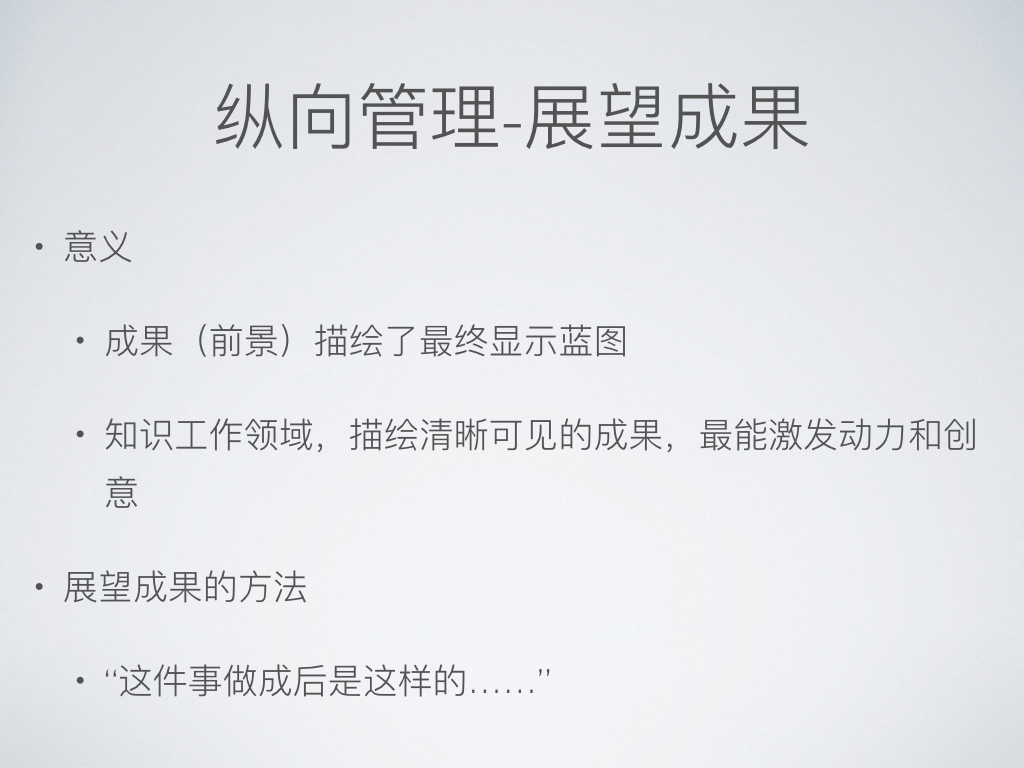 纵向管理-展望成果
• 意义
• 成果（前景）描绘了最终显示蓝图
• 知识工作领域，描绘清晰可见的成果，最能激发动力和创
意
• 展望成果的方法
• “这件事做成后是这样的……”